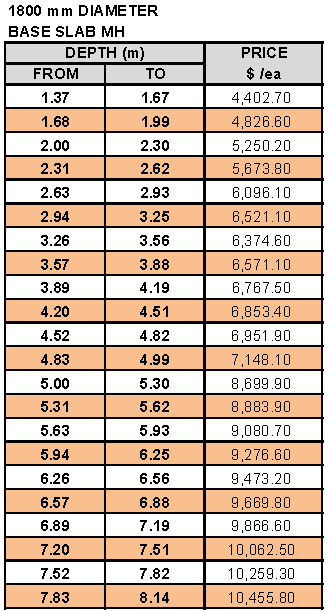 1800 mm DIAMETER
BASE SLAB MH
DEPTH (m) PRICE
FROM TO $ /ea
1.37 1.67 4,402.70
1.68 1.99 4,826.60
2.00 2.30 5,250.20
2.31 2.62 5,673.80
2.63 2.93 6,096.10
2.94 3.25 6,521.10
3.26 3.56 6,374.60
3.57 3.88 6,571.10
3.89 4.19 6,767.50
4.20 4.51 6,853.40
4.52 4.82 6,951.90
4.83 4.99 7,148.10
5.00 5.30 8,699.90
5.31 5.62 8,883.90
5.63 5.93 9,080.70
5.94 6.25 9,276.60
6.26 6.56 9,473.20
6.57 6.88 9,669.80
6.89 7.19 9,866.60
7.20 7.51 10,062.50
7.52 7.82 10,259.30
7.83 8.14 10,455.80